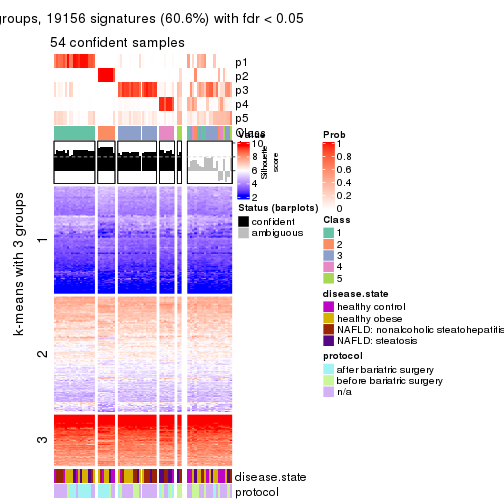 groups, 19156 signatures (60.6%) with fdr < 0.05
54 confident samples
p1
p2
p3
p4
p5
Class
k-means with 3 groups
1
2
3
Value
10
8
6
4
2
Silhouette
score
Status (barplots)
confident
ambiguous
Prob
1
0.8
0.6
0.4
0.2
0
Class
1
2
3
4
5
disease.state
healthy control
healthy obese
NAFLD: nonalcoholic steatohepatitis
NAFLD: steatosis
protocol
after bariatric surgery
before bariatric surgery
n/a
disease.state
protocol